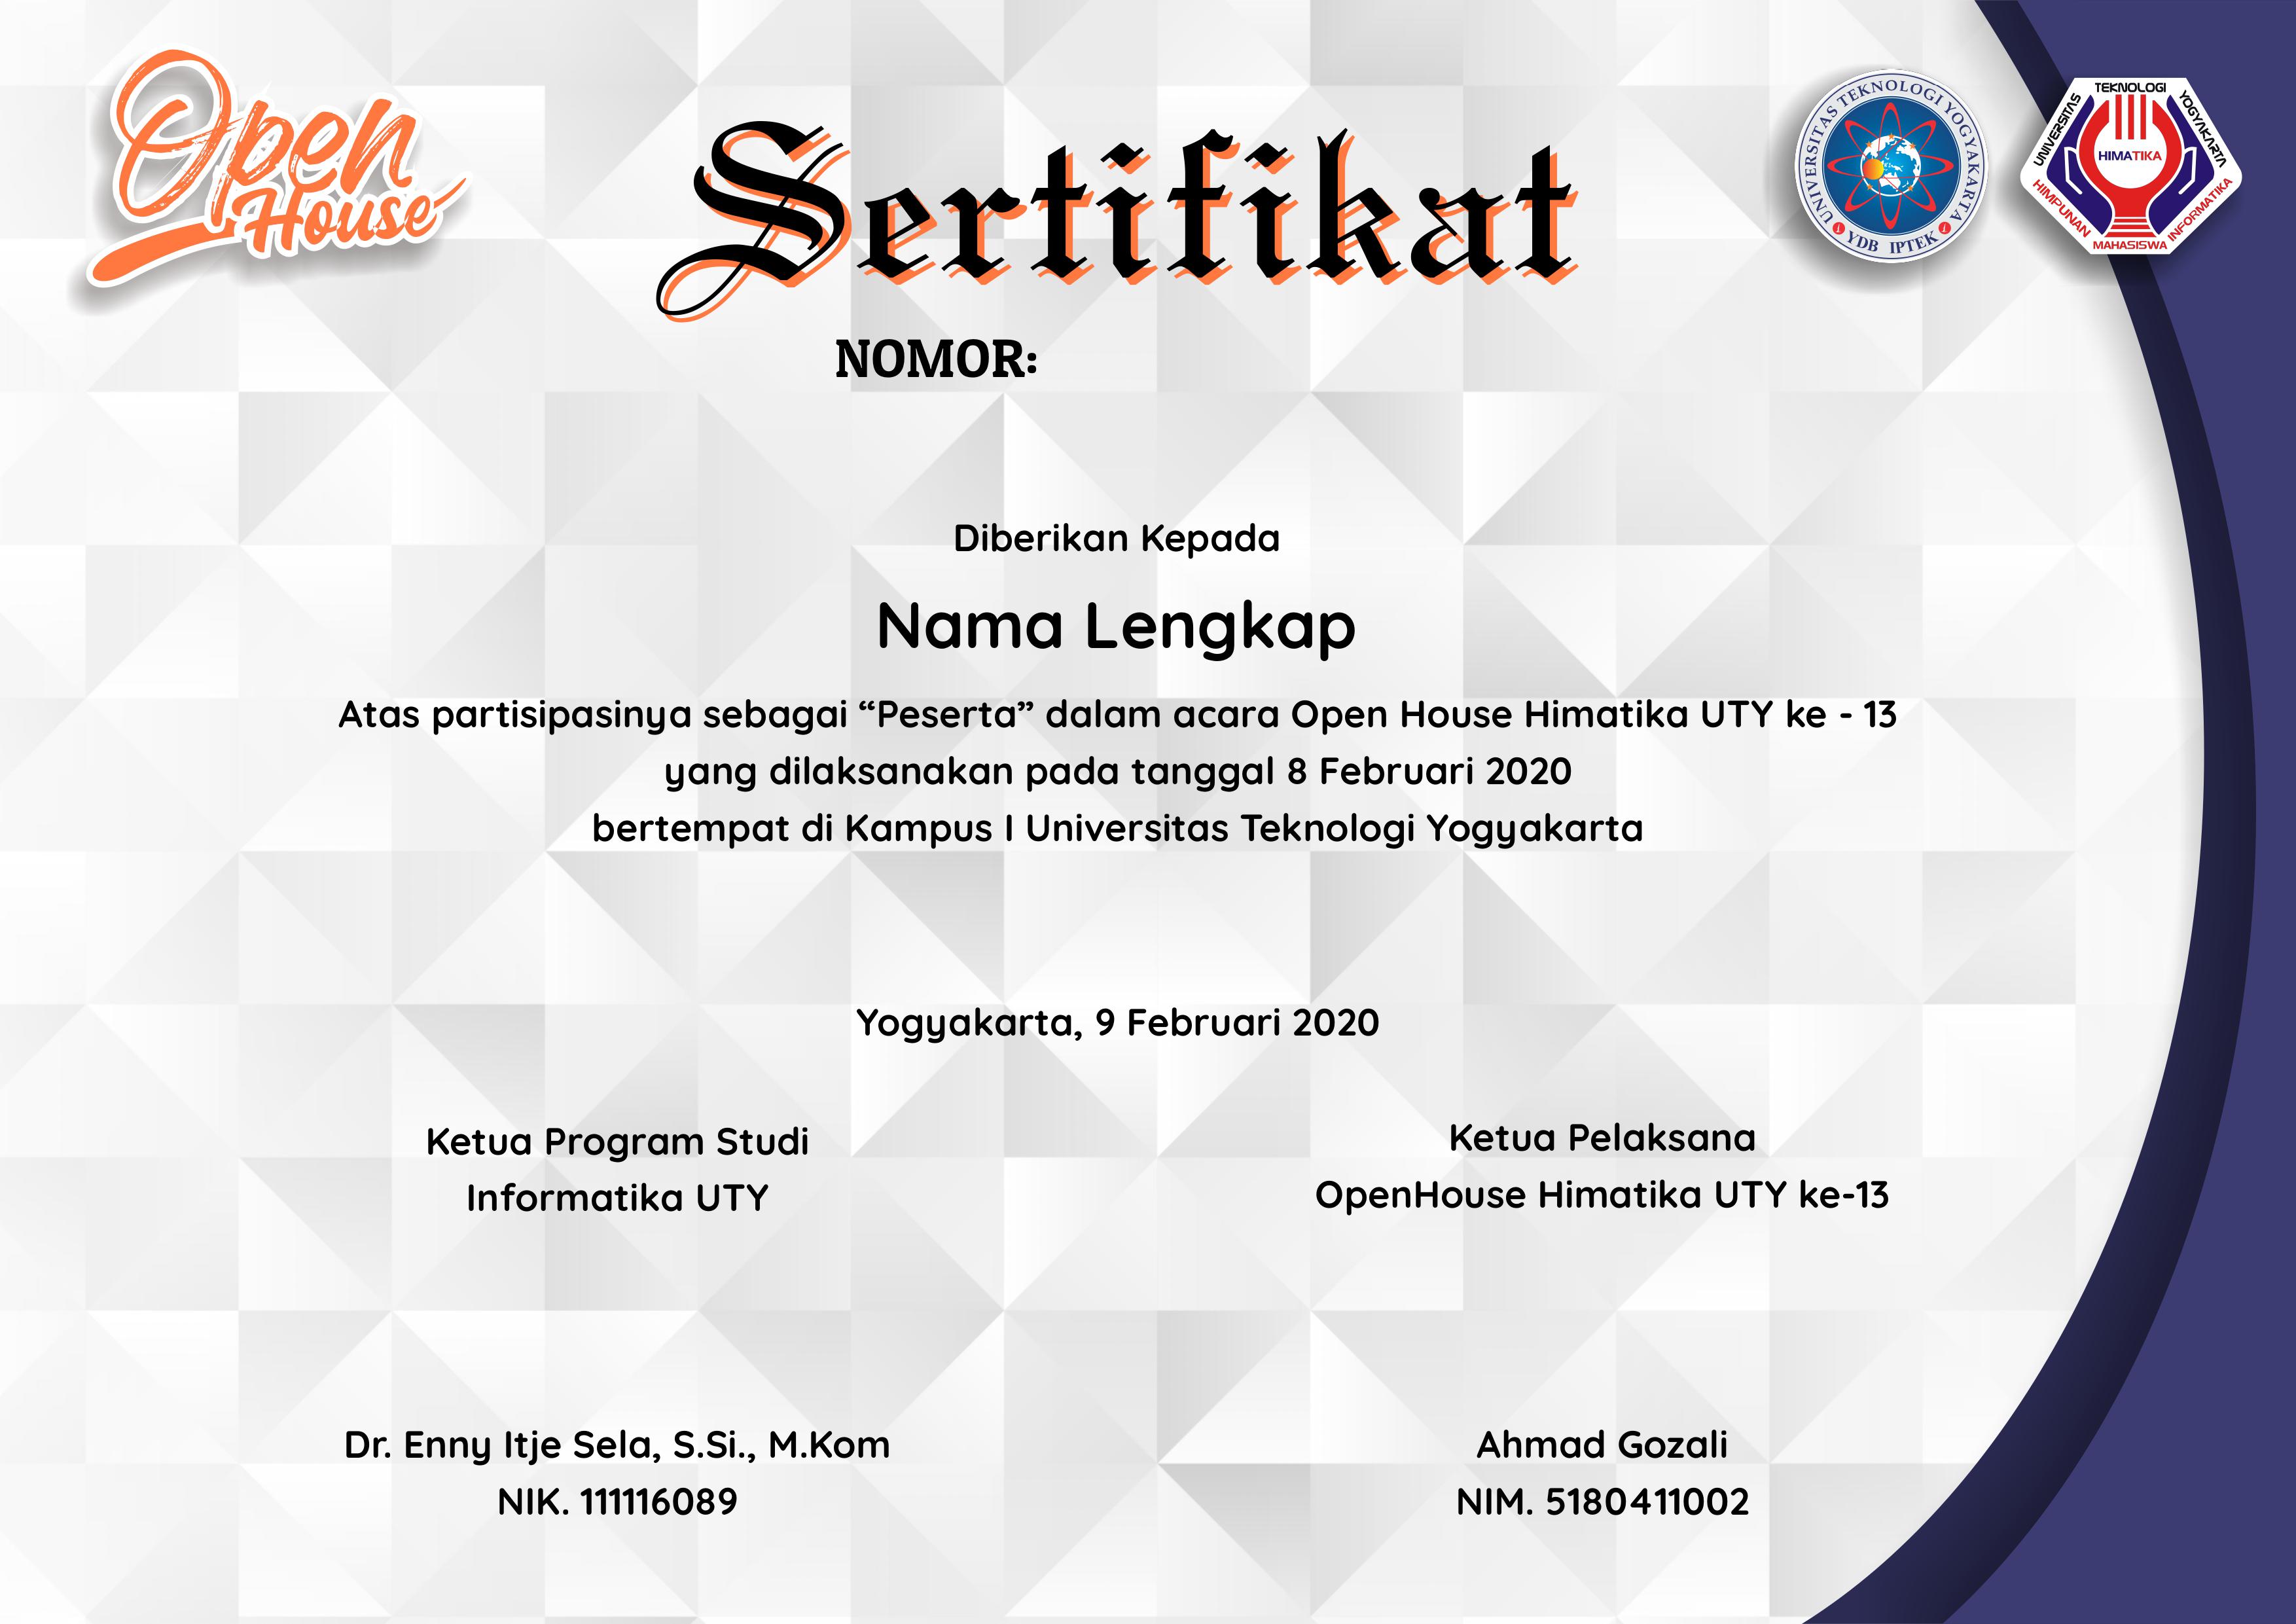 Open
House
Sertifikat
UNIVERSITAS TEKNOLOGI YOGYAKARTA
YDB IPTEK
UNIVERSITAS TEKNOLOGI YOGYAKARTA
HIMATIKA
HIMPUNAN MAHASISWA INFORMATIKA
NOMOR:
Diberikan Kepada
Nama Lengkap
Atas partisipasinya sebagai “Peserta” dalam acara Open House Himatika UTY ke - 13
yang dilaksanakan pada tanggal 8 Februari 2020
bertempat di Kampus I Universitas Teknologi Yogyakarta
Yogyakarta, 9 Februari 2020
Ketua Program Studi
Informatika UTY
Dr. Enny Itje Sela, S.Si., M.Kom
NIK. 111116089
Ketua Pelaksana
OpenHouse Himatika UTY ke-13
Ahmad Gozali
NIM. 5180411002